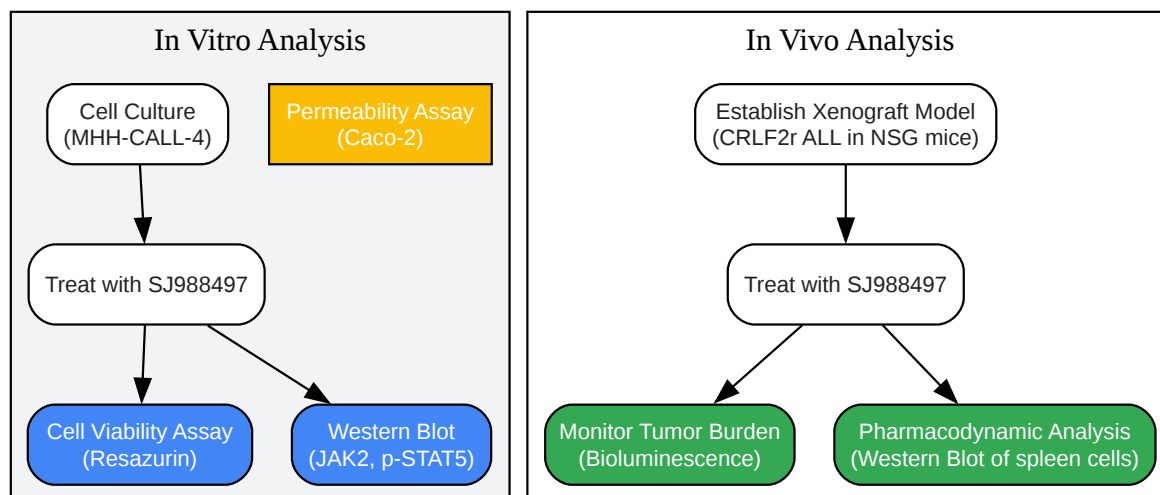 In Vitro Analysis
Cell Culture
(MHH-CALL-4)
Permeability Assay
(Caco-2)
Treat with SJ988497
Cell Viability Assay
(Resazurin)
Western Blot
(JAK2, p-STAT5)
In Vivo Analysis
Establish Xenograft Model
(CRLF2r ALL in NSG mice)
Treat with SJ988497
Monitor Tumor Burden
(Bioluminescence)
Pharmacodynamic Analysis
(Western Blot of spleen cells)